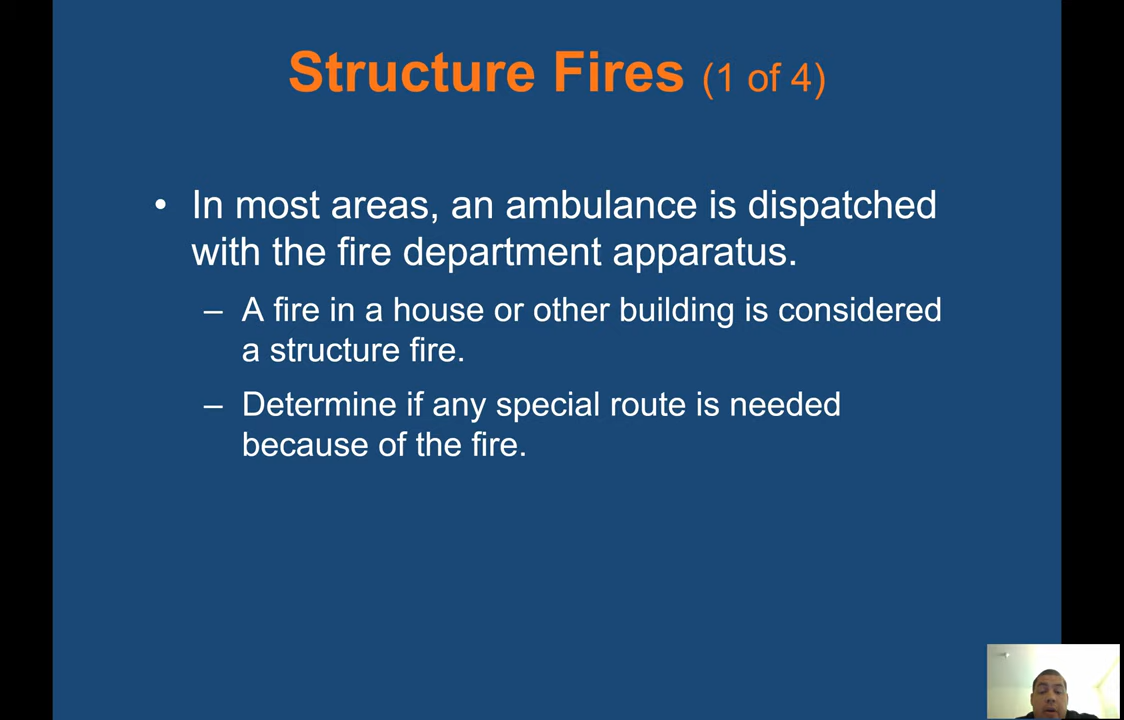 Structure Fires (1 of 4)
• In most areas, an ambulance is dispatched
with the fire department apparatus.
– A fire in a house or other building is considered
a structure fire.
– Determine if any special route is needed
because of the fire.